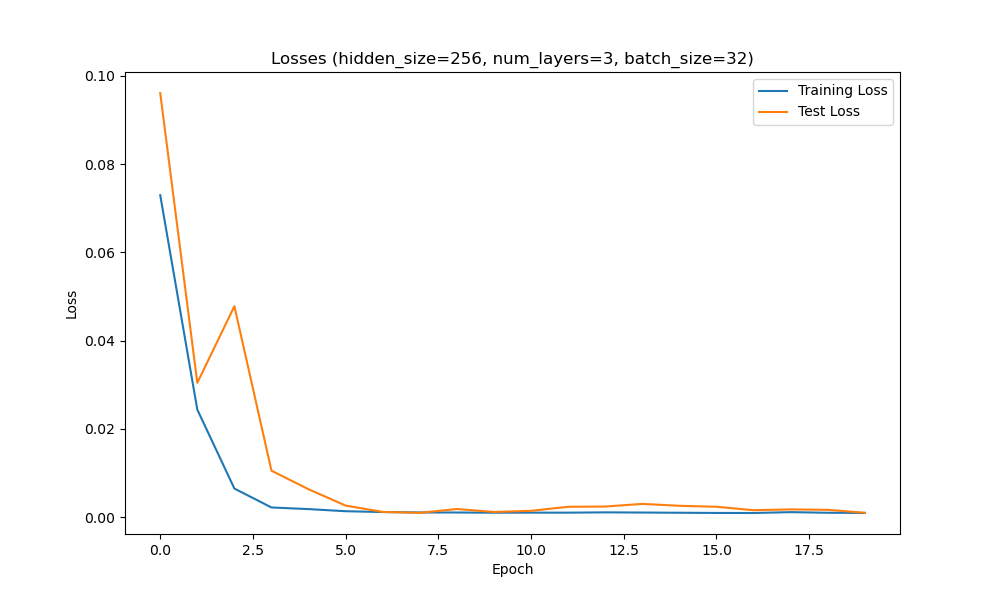 Losses (hidden_size=256, num_layers=3, batch_size=32)
Training Loss
Test Loss
0.10
0.08
0.06
0.04
0.02
0.00
Loss
0.0 2.5 5.0 7.5 10.0 12.5 15.0 17.5
Epoch